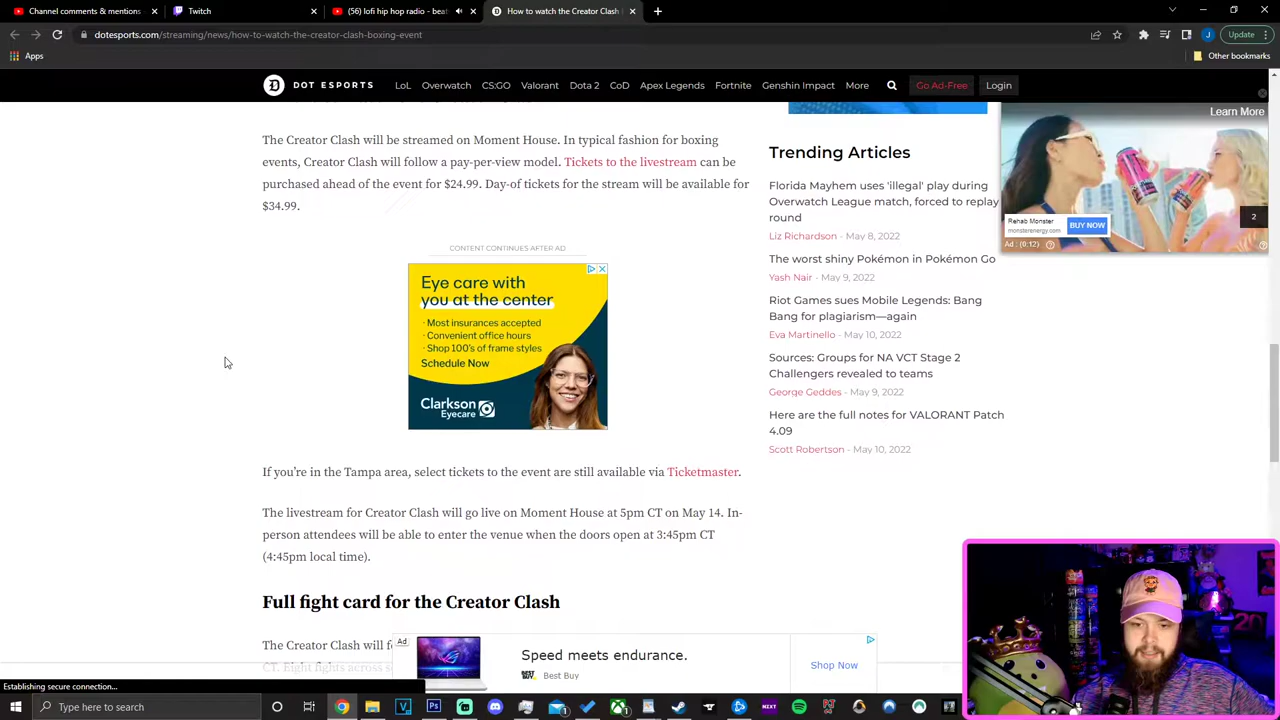 Channel comments & mentions
Twitch
(56) lofi hip hop radio - beat
How to watch the Creator Clash
dotesports.com/streaming/news/how-to-watch-the-creator-clash-boxing-event
Update
Apps
Other bookmarks
DOT ESPORTS
LoL
Overwatch
CS:GO
Valorant
Dota 2
CoD
Apex Legends
Fortnite
Genshin Impact
More
Go Ad-Free
Login
The Creator Clash will be streamed on Moment House. In typical fashion for boxing
events, Creator Clash will follow a pay-per-view model. Tickets to the livestream can be
purchased ahead of the event for $24.99. Day-of tickets for the stream will be available for
$34.99.
CONTENT CONTINUES AFTER AD
Eye care with
you at the center
· Most insurances accepted
· Convenient office hours
· Shop 100's of frame styles
Schedule Now
Clarkson
Eyecare
If you're in the Tampa area, select tickets to the event are still available via Ticketmaster.
The livestream for Creator Clash will go live on Moment House at 5pm CT on May 14. In-
person attendees will be able to enter the venue when the doors open at 3:45pm CT
(4:45pm local time).
Full fight card for the Creator Clash
The Creator Clash will f
CT. Eight fights across s
Trending Articles
Florida Mayhem uses 'illegal' play during
Overwatch League match, forced to replay
round
Liz Richardson - May 8, 2022
The worst shiny Pokémon in Pokémon Go
Yash Nair - May 9, 2022
Riot Games sues Mobile Legends: Bang
Bang for plagiarism—again
Eva Martinello - May 10, 2022
Sources: Groups for NA VCT Stage 2
Challengers revealed to teams
George Geddes - May 9, 2022
Here are the full notes for VALORANT Patch
4.09
Scott Robertson - May 10, 2022
Learn More
Rehab Monster
monsterenergy.com
BUY NOW
2
Ad : (0:12)
Ad
Speed meets endurance.
Best Buy
Shop Now
Establishing secure connection...
Type here to search
NEXT